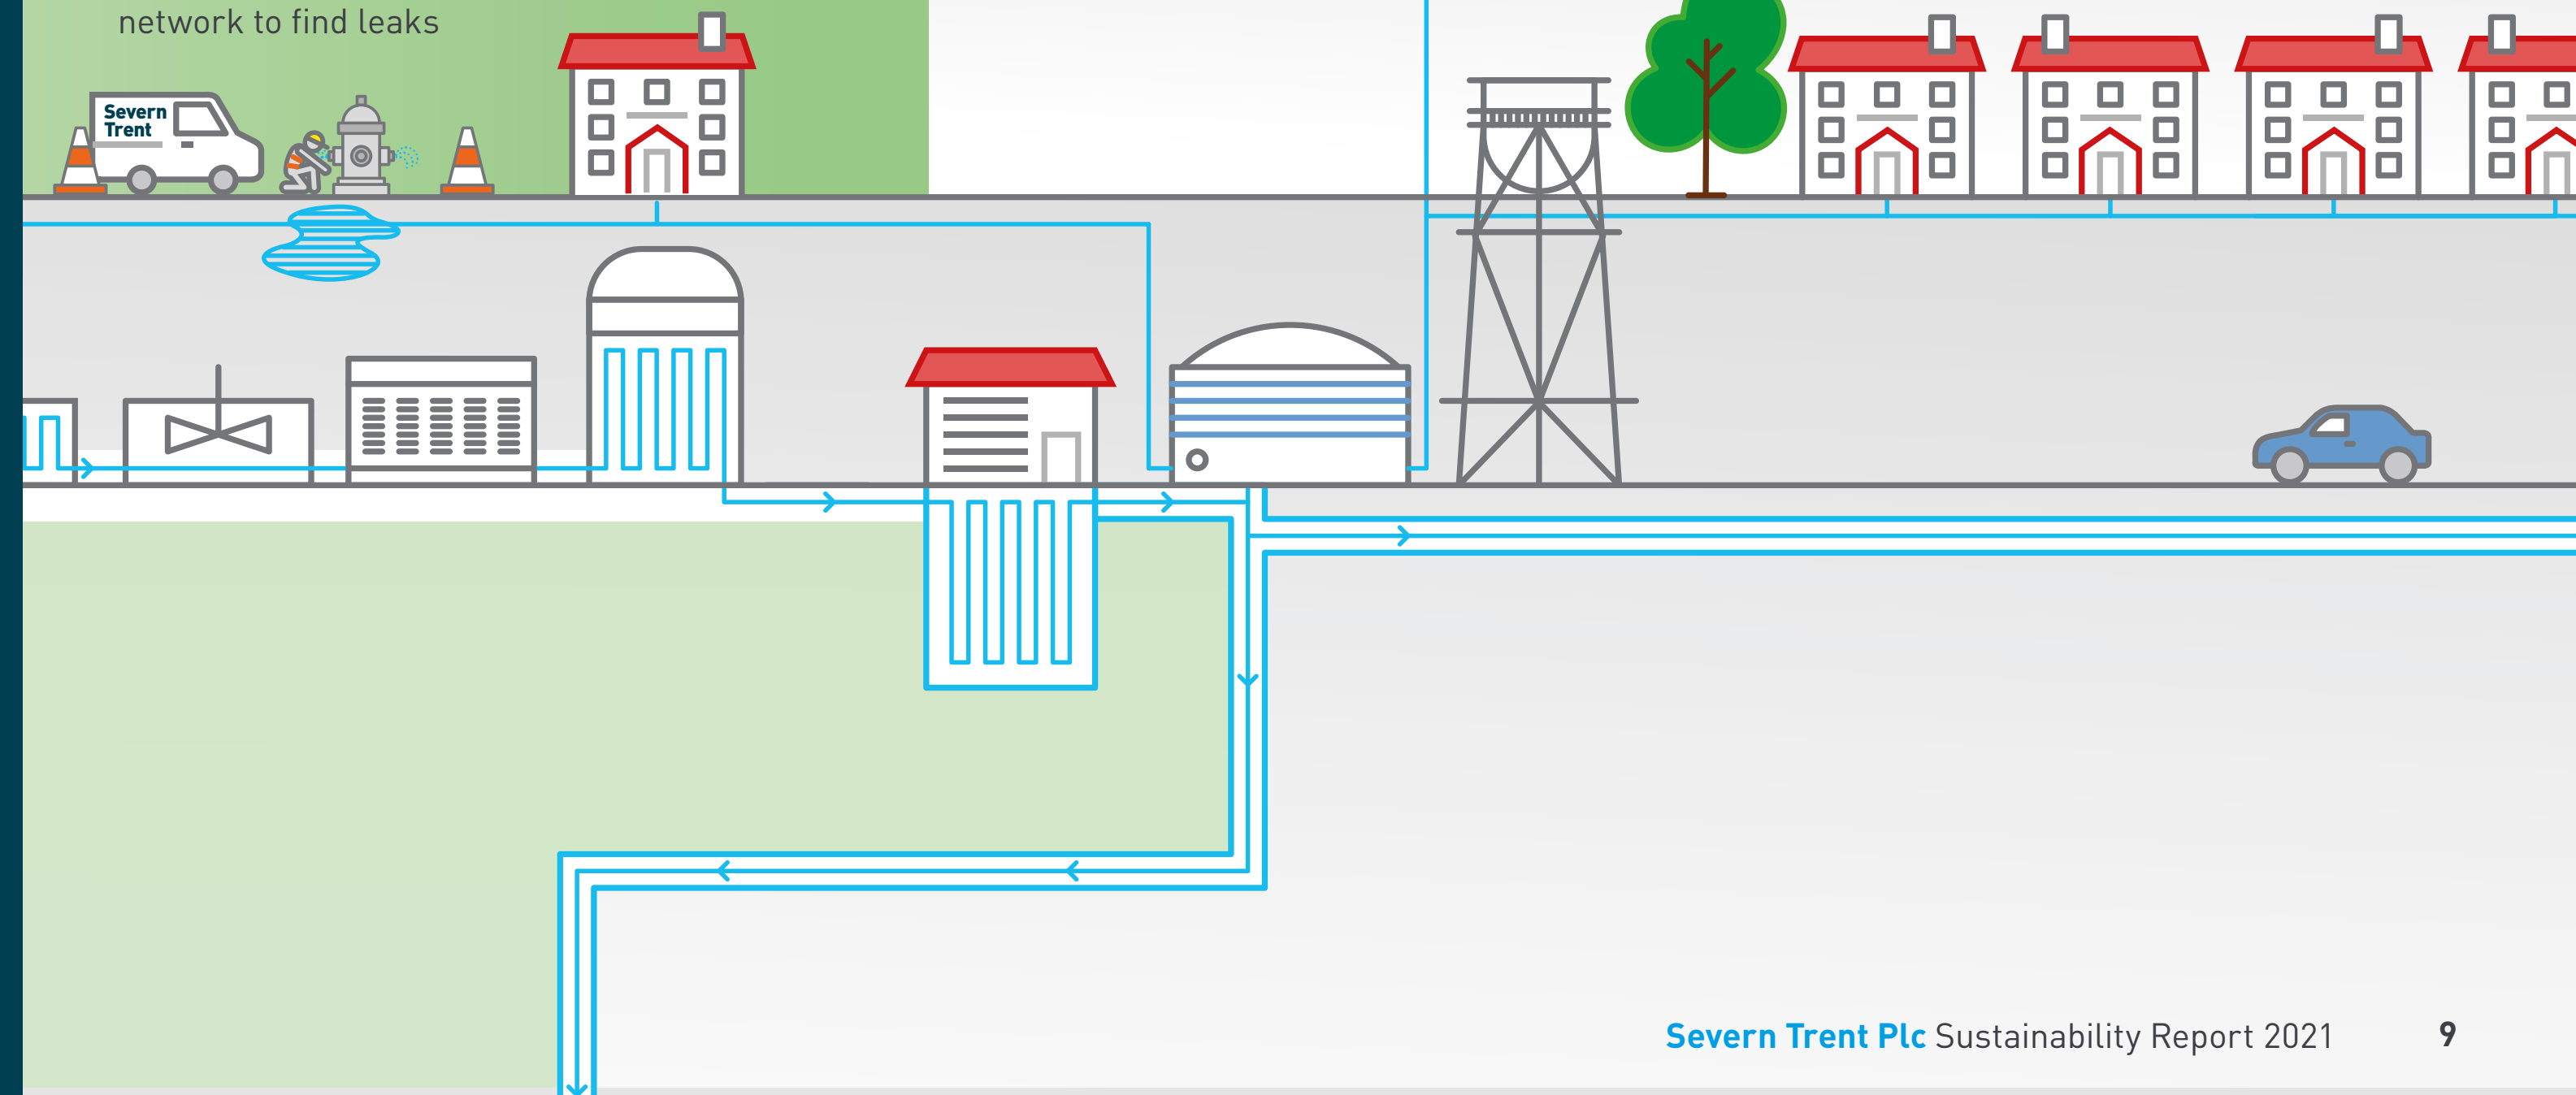 network to find leaks
Severn
Trent
Severn Trent Plc Sustainability Report 2021 9